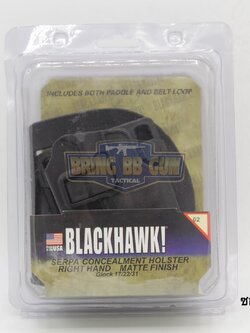 INCLUDES BOTH PADDLE AND BELT LOOP
BRING BB GUN
TACTICAL
02
BLACKHAWK!
SERPA CONCEALMENT HOLSTER
RIGHT HAND MATTE FINISH
Glock 17/22/31